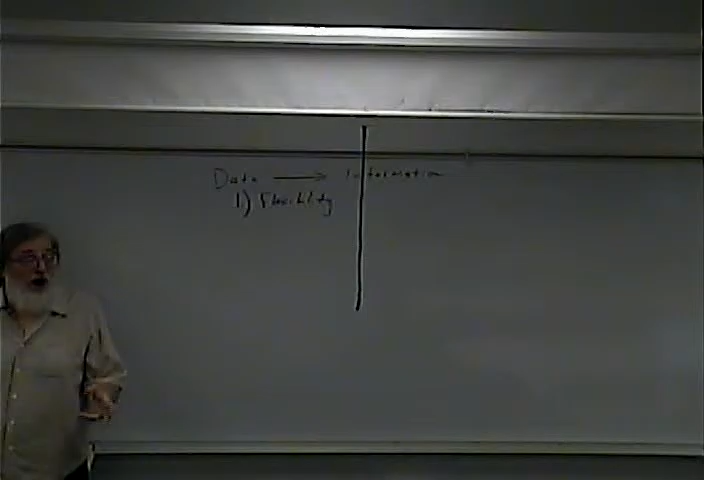 Data → Information
1) Flexibility